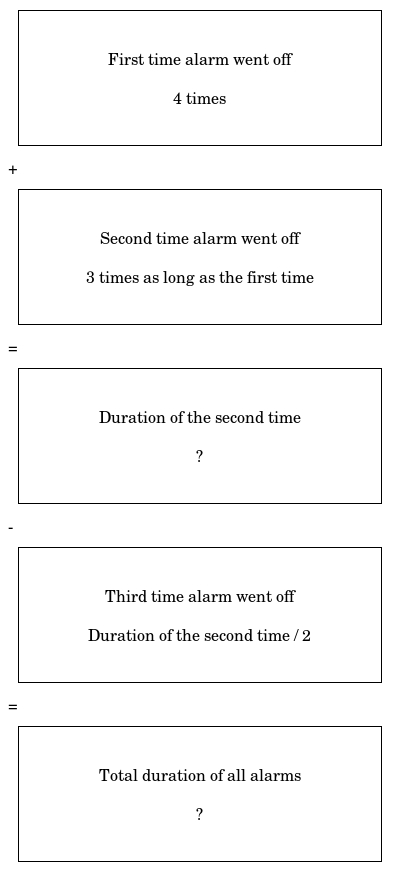 First time alarm went off
4 times
+
Second time alarm went off
3 times as long as the first time
=
Duration of the second time
?
-
Third time alarm went off
Duration of the second time / 2
=
Total duration of all alarms
?